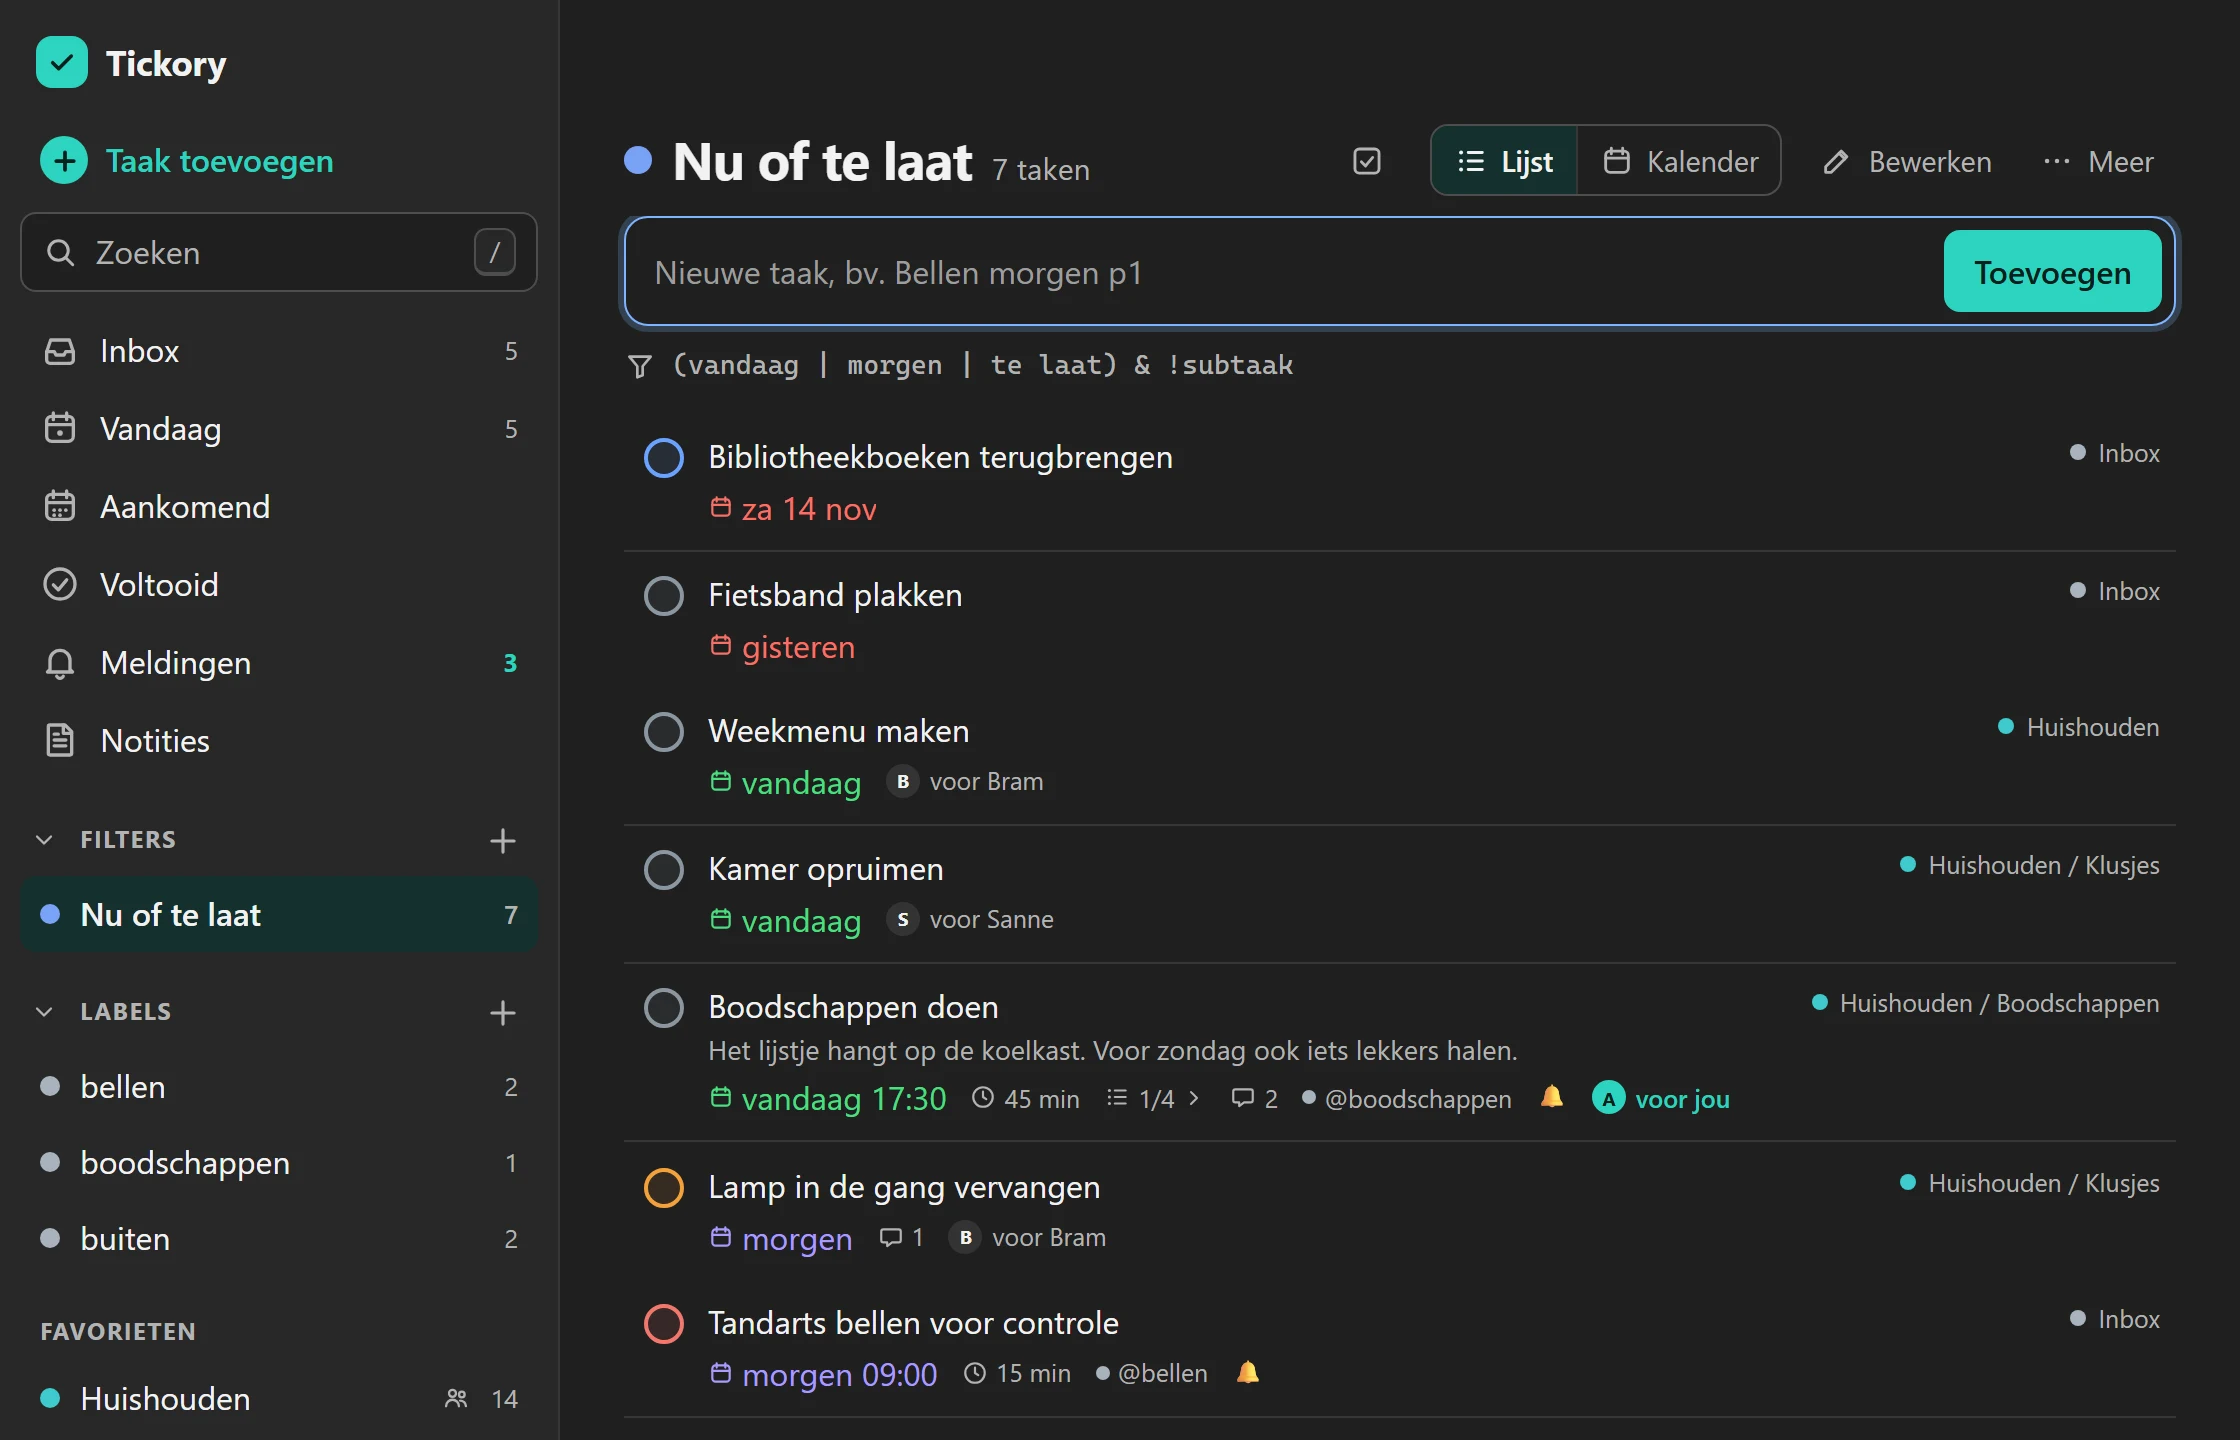 Tickory
Taak toevoegen
Zoeken /
Inbox 5
Vandaag 5
Aankomend
Voltooid
Meldingen 3
Notities
FILTERS
Nu of te laat 7
LABELS
bellen 2
boodschappen 1
buiten 2
FAVORIETEN
Huishouden 14
Nu of te laat 7 taken
Lijst Kalender Bewerken Meer
Nieuwe taak, bv. Bellen morgen p1 Toevoegen
(vandaag | morgen | te laat) & !subtaak
Bibliotheekboeken terugbrengen Inbox
za 14 nov
Fietsband plakken Inbox
gisteren
Weekmenu maken Huishouden
vandaag B voor Bram
Kamer opruimen Huishouden / Klusjes
vandaag S voor Sanne
Boodschappen doen Huishouden / Boodschappen
Het lijstje hangt op de koelkast. Voor zondag ook iets lekkers halen.
vandaag 17:30 45 min 1/4 2 @boodschappen A voor jou
Lamp in de gang vervangen Huishouden / Klusjes
morgen 1 B voor Bram
Tandarts bellen voor controle Inbox
morgen 09:00 15 min @bellen